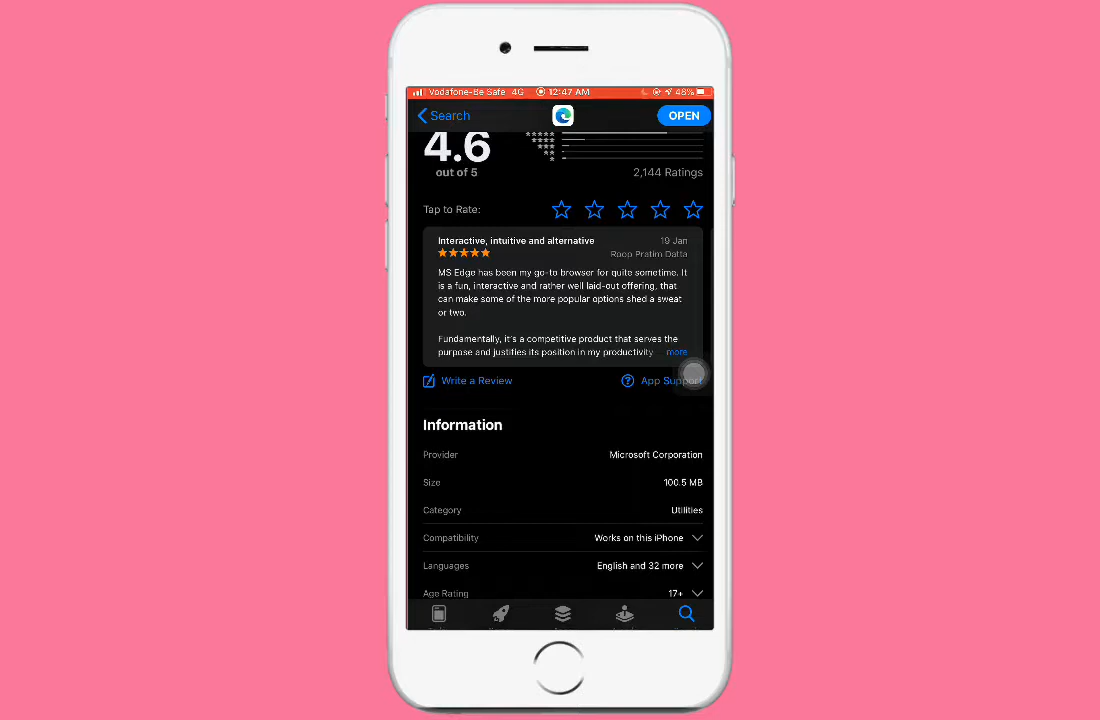 Vodafone-Be Safe 4G 12:47 AM 46%
Search OPEN
4.6
out of 5 2,144 Ratings
Tap to Rate:
Interactive, intuitive and alternative 19 Jan
Roop Pratim Datta
MS Edge has been my go-to browser for quite sometime. It
is a fun, interactive and rather well laid-out offering, that
can make some of the more popular options shed a sweat
or two.
Fundamentally, it's a competitive product that serves the
purpose and justifies its position in my productivity more
Write a Review App Support
Information
Provider Microsoft Corporation
Size 100.5 MB
Category Utilities
Compatibility Works on this iPhone
Languages English and 32 more
Age Rating 17+